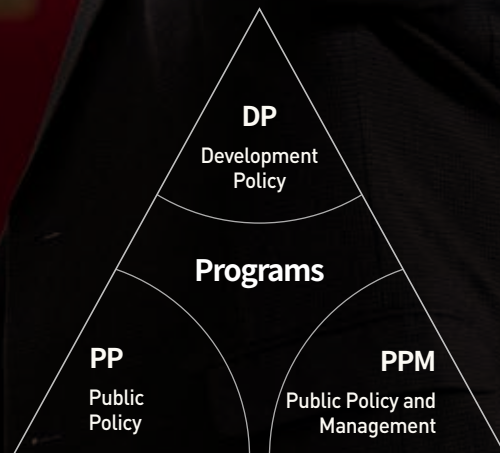 DP
Development
Policy
Programs
PP
Public
Policy
PPM
Public Policy and
Management